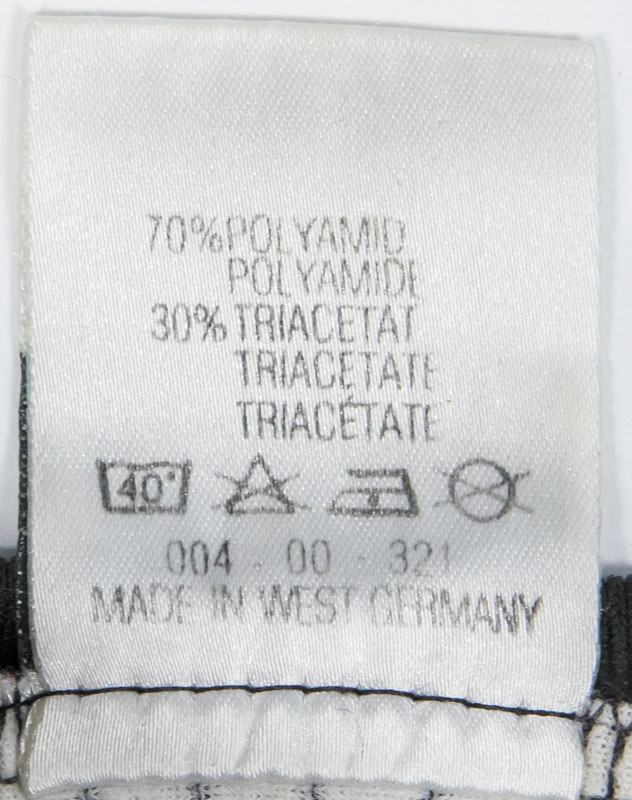 70% POLYAMID
POLYAMIDE
30% TRIACETAT
TRIACETATE
TRIACÉTATE
40°
004 - 00 - 321
MADE IN WEST GERMANY